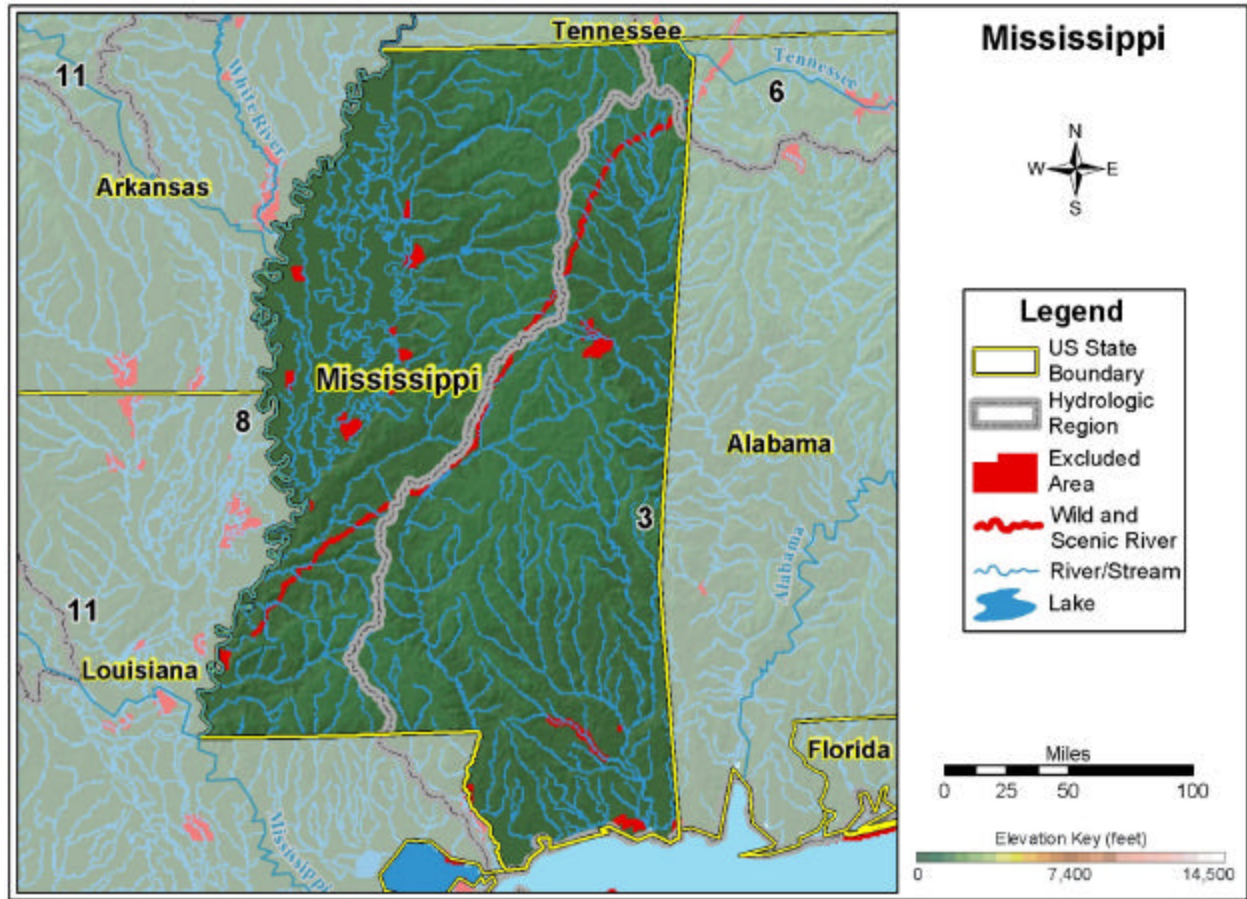 Tennessee
11
White River
Tennessee
6
Arkansas
Mississippi
8
Alabama
3
Alabama
11
Louisiana
Florida
Mississippi
Mississippi
N
W E
S
Legend
US State
Boundary
Hydrologic
Region
Excluded
Area
Wild and
Scenic River
River/Stream
Lake
Miles
0 25 50 100
Elevation Key (feet)
0 7,400 14,500